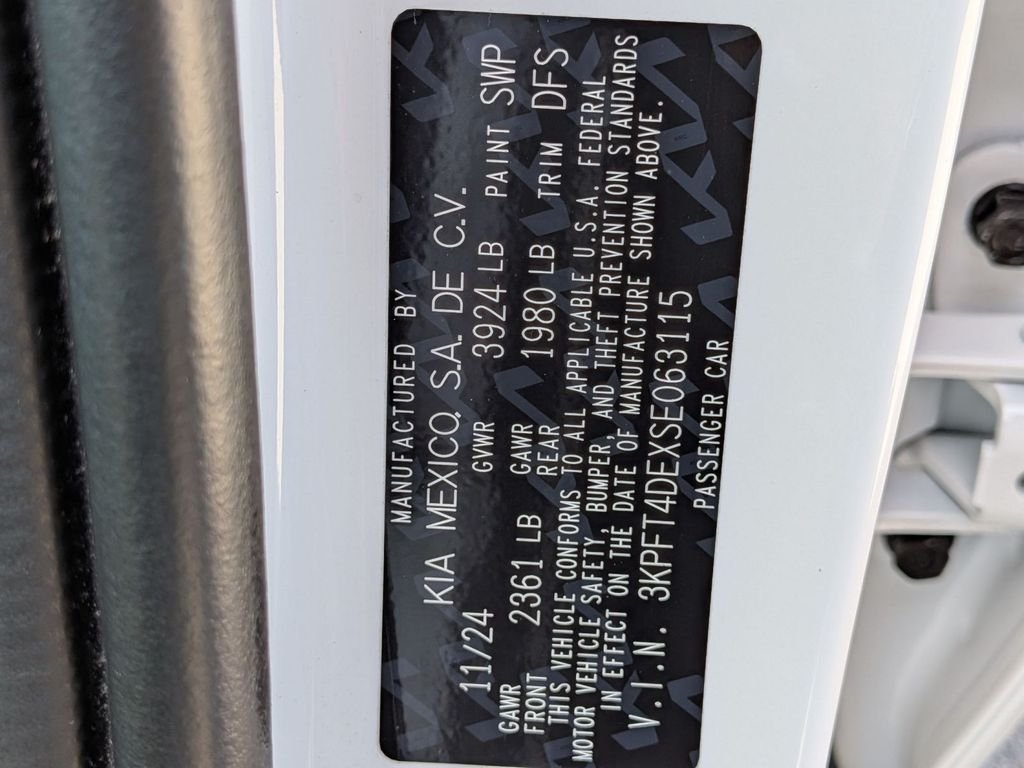 MANUFACTURED BY
KIA MEXICO, S.A. DE C.V.
11/24 GVWR 3924 LB PAINT SWP
GAWR FRONT 2361 LB GAWR REAR 1980 LB TRIM DFS
THIS VEHICLE CONFORMS TO ALL APPLICABLE U.S.A. FEDERAL
MOTOR VEHICLE SAFETY, BUMPER, AND THEFT PREVENTION STANDARDS
IN EFFECT ON THE DATE OF MANUFACTURE SHOWN ABOVE.
V.I.N. 3KPFT4DEXSE063115
PASSENGER CAR